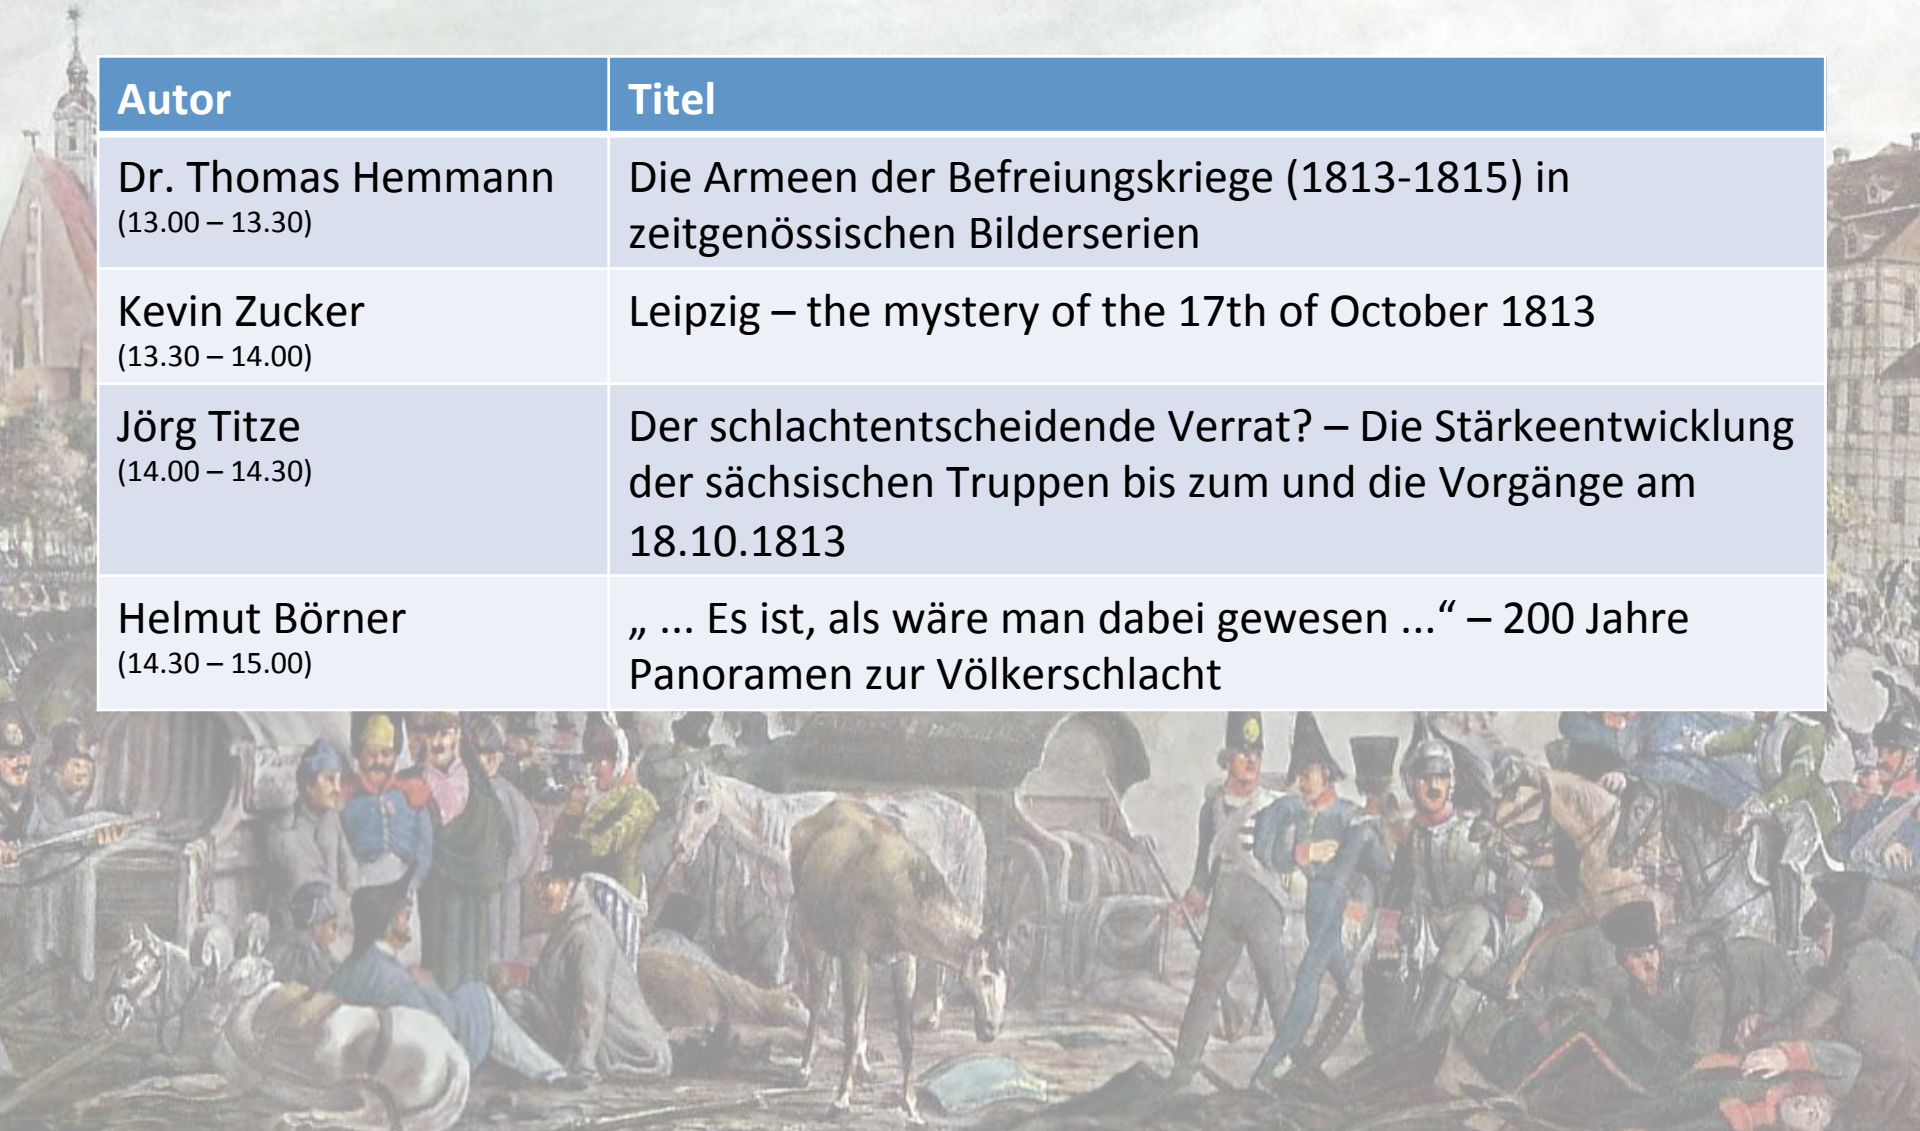 Autor
Titel
Dr. Thomas Hemmann
(13.00 – 13.30)
Die Armeen der Befreiungskriege (1813-1815) in
zeitgenössischen Bilderserien
Kevin Zucker
(13.30 – 14.00)
Leipzig – the mystery of the 17th of October 1813
Jörg Titze
(14.00 – 14.30)
Der schlachtentscheidende Verrat? – Die Stärkeentwicklung
der sächsischen Truppen bis zum und die Vorgänge am
18.10.1813
Helmut Börner
(14.30 – 15.00)
„ ... Es ist, als wäre man dabei gewesen ...“ – 200 Jahre
Panoramen zur Völkerschlacht